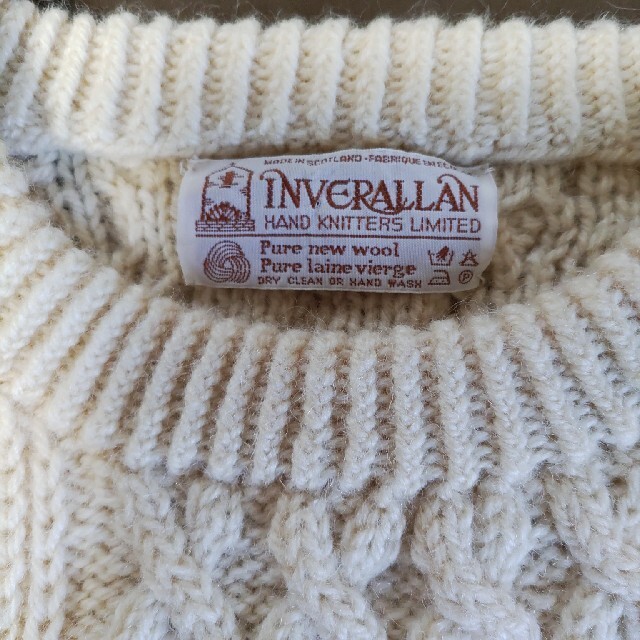 MADE IN SCOTLAND · FABRIQUE EN
INVERALLAN
HAND KNITTERS LIMITED
Pure new wool
Pure laine vierge
DRY CLEAN OR HAND WASH